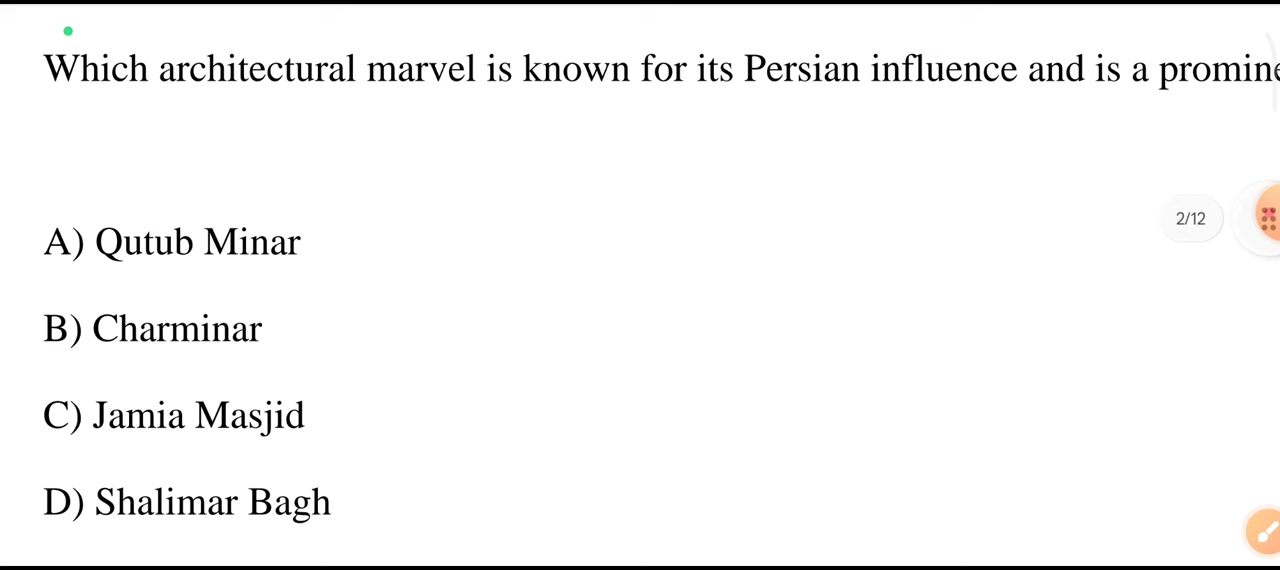 Which architectural marvel is known for its Persian influence and is a
2/12
A) Qutub Minar
B) Charminar
C) Jamia Masjid
D) Shalimar Bagh